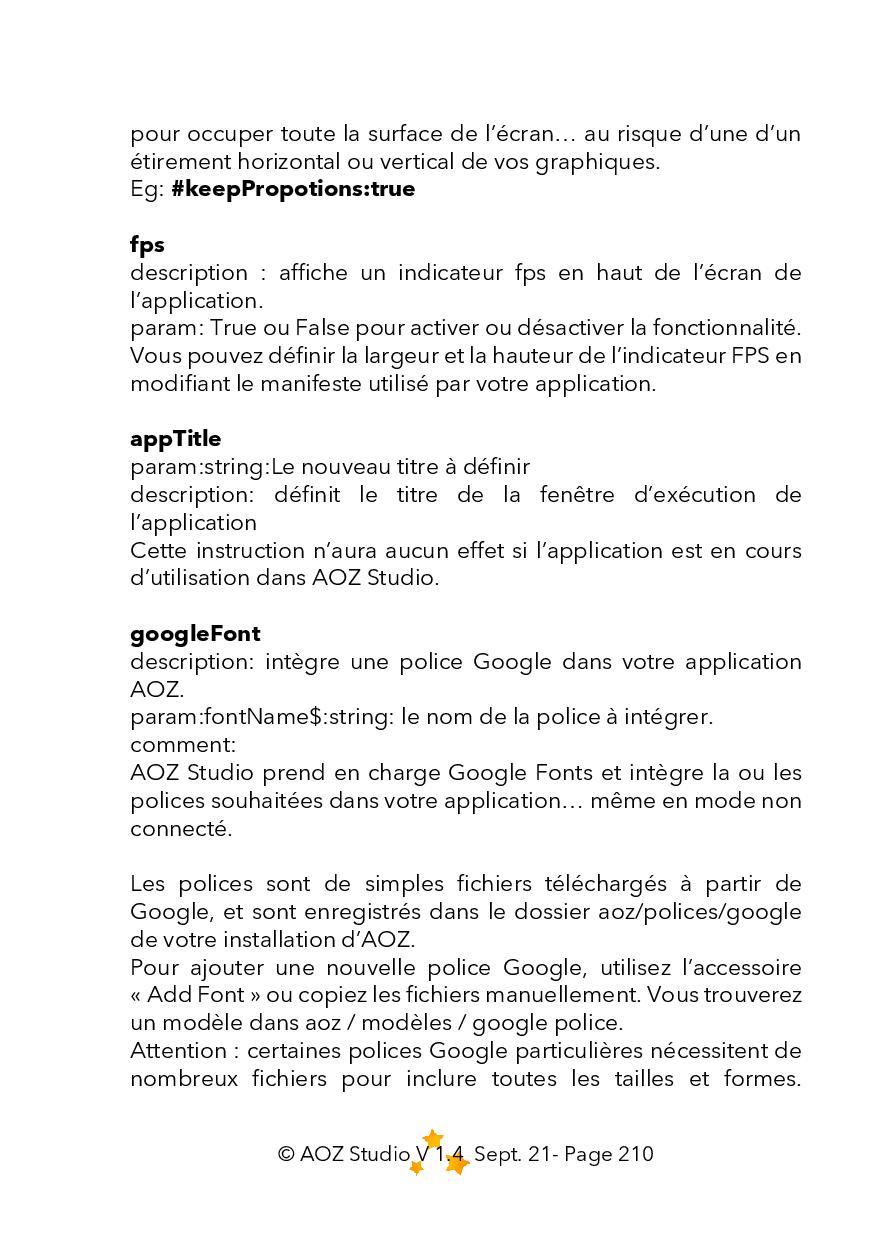 pour occuper toute la surface de l’écran… au risque d’une d’un
étirement horizontal ou vertical de vos graphiques.
Eg: #keepPropotions:true
fps
description : affiche un indicateur fps en haut de l’écran de
l’application.
param: True ou False pour activer ou désactiver la fonctionnalité.
Vous pouvez définir la largeur et la hauteur de l’indicateur FPS en
modifiant le manifeste utilisé par votre application.
appTitle
param:string:Le nouveau titre à définir
description: définit le titre de la fenêtre d’exécution de
l’application
Cette instruction n’aura aucun effet si l’application est en cours
d’utilisation dans AOZ Studio.
googleFont
description: intègre une police Google dans votre application
AOZ.
param:fontName$:string: le nom de la police à intégrer.
comment:
AOZ Studio prend en charge Google Fonts et intègre la ou les
polices souhaitées dans votre application… même en mode non
connecté.
Les polices sont de simples fichiers téléchargés à partir de
Google, et sont enregistrés dans le dossier aoz/polices/google
de votre installation d’AOZ.
Pour ajouter une nouvelle police Google, utilisez l’accessoire
« Add Font » ou copiez les fichiers manuellement. Vous trouverez
un modèle dans aoz / modèles / google police.
Attention : certaines polices Google particulières nécessitent de
nombreux fichiers pour inclure toutes les tailles et formes.
© AOZ Studio V 1.4 Sept. 21- Page 210